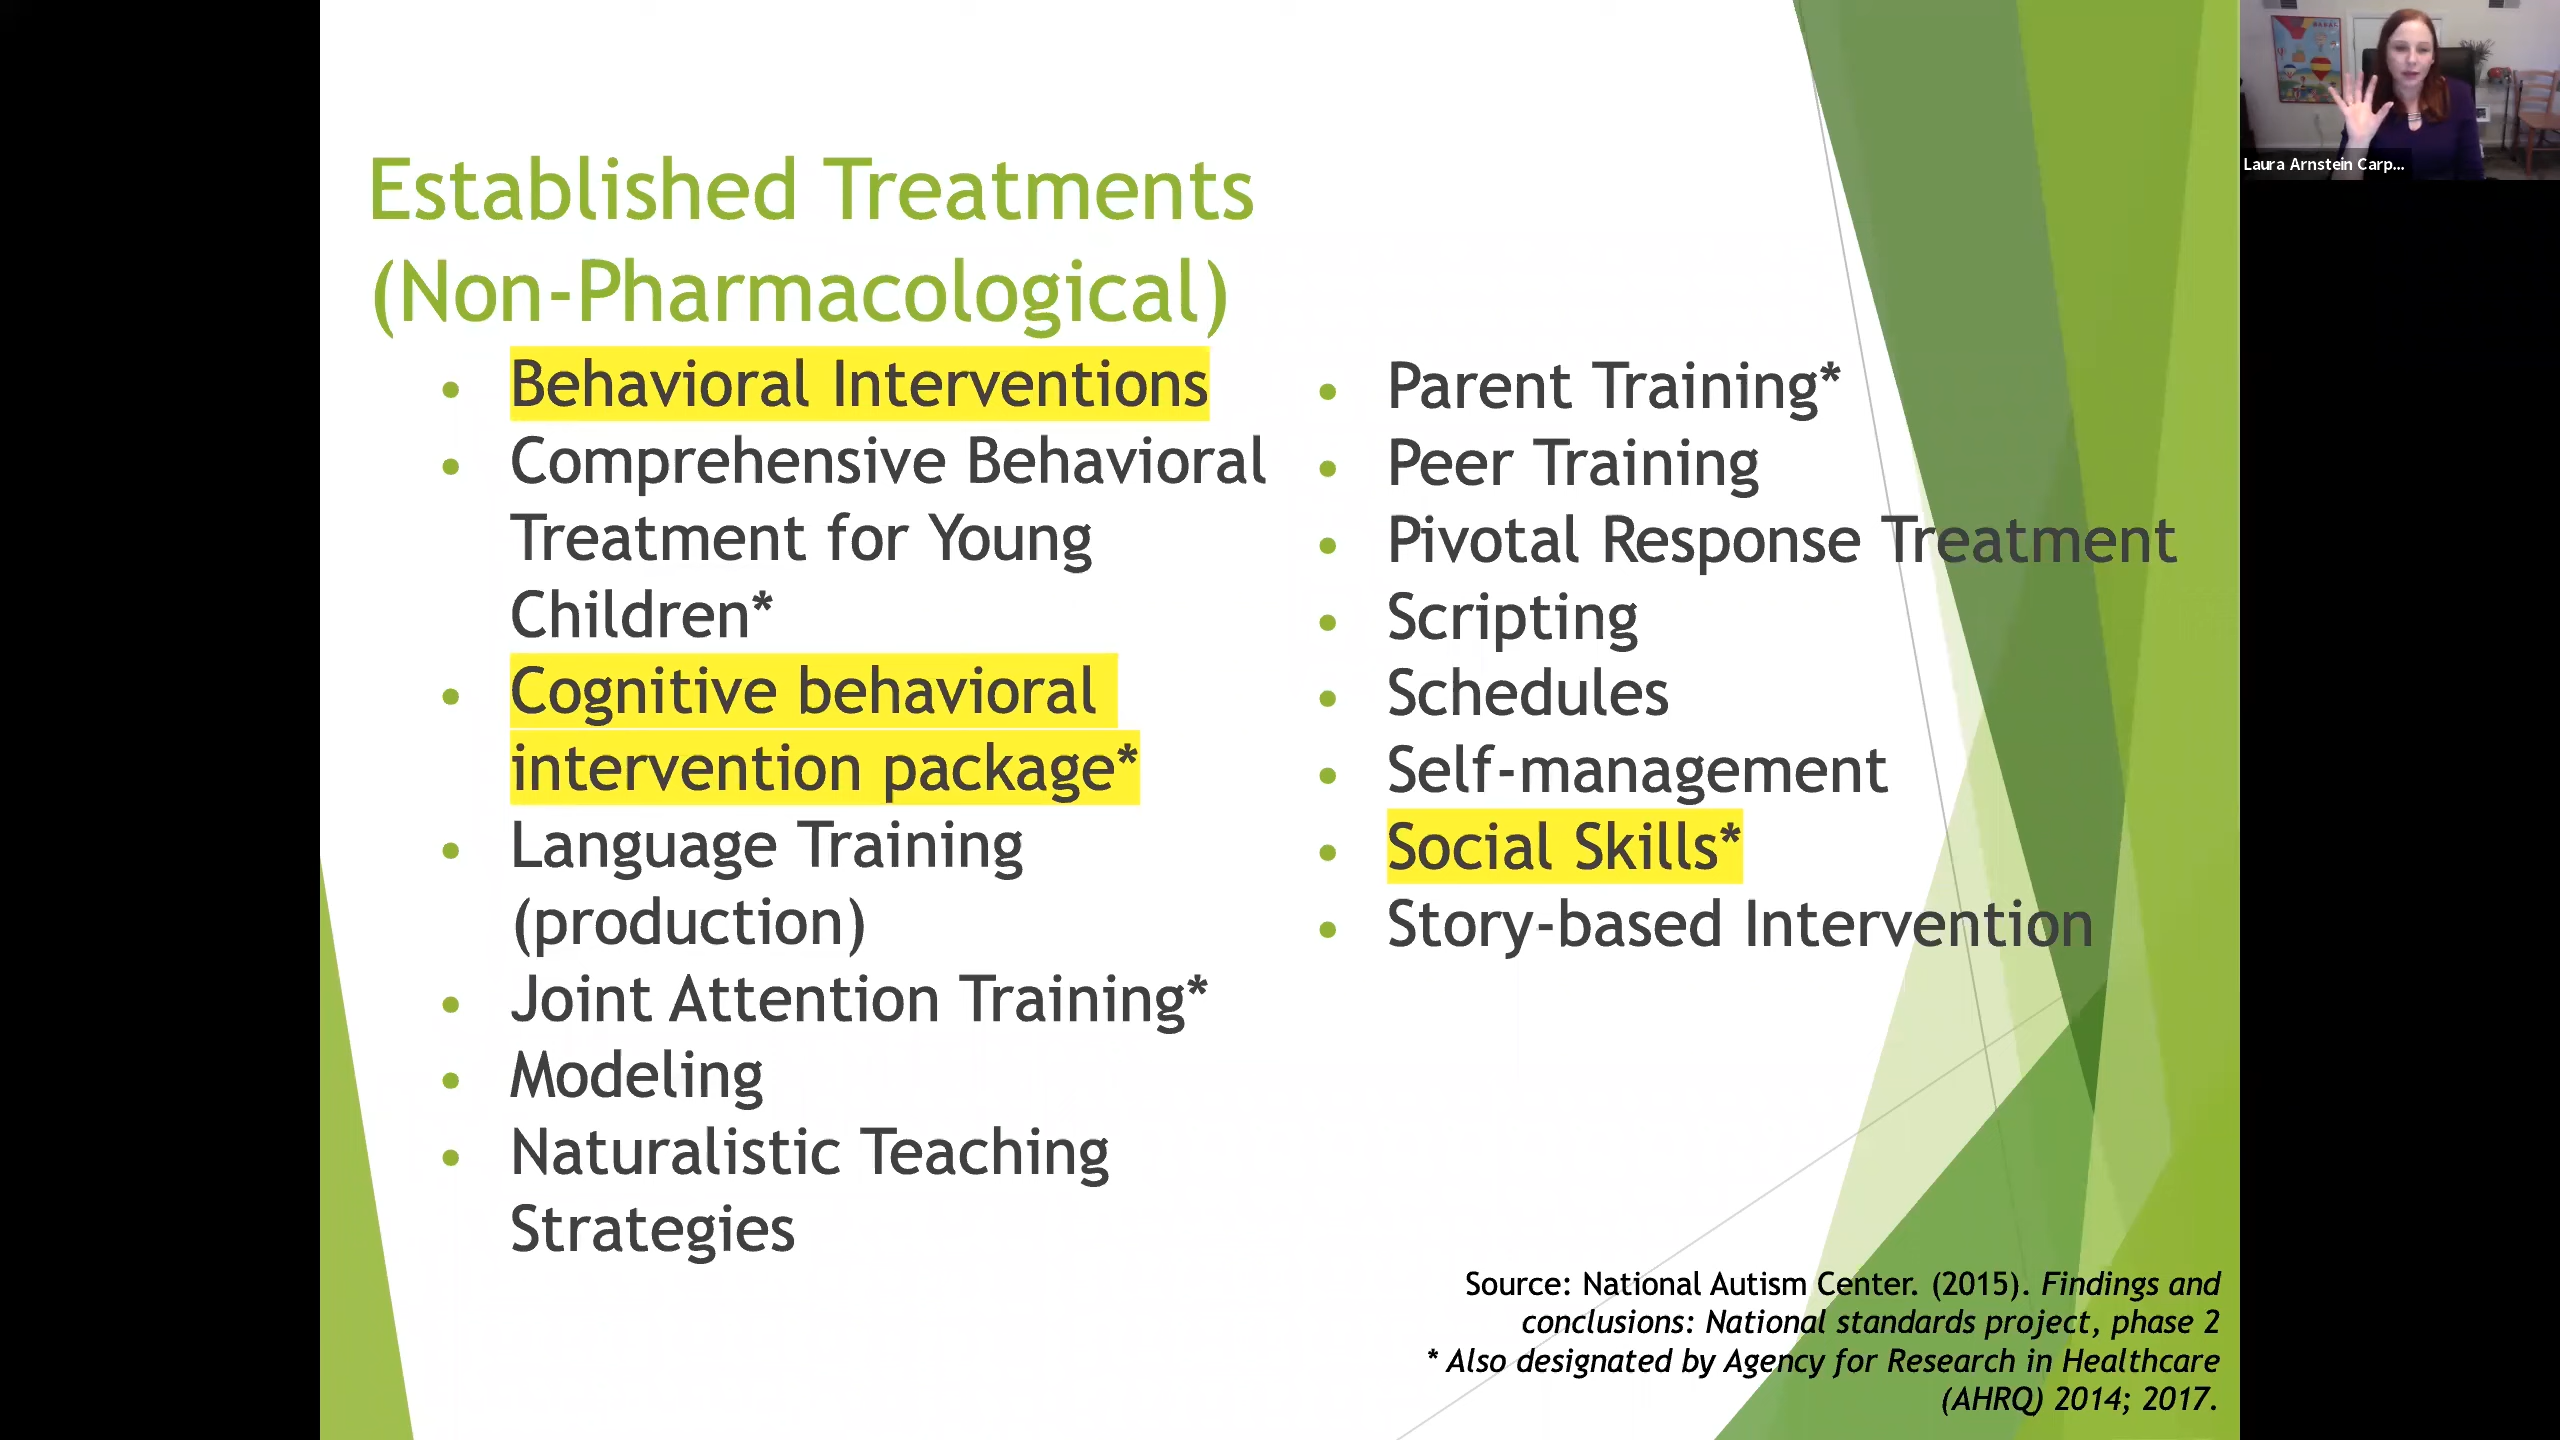 Established Treatments
(Non-Pharmacological)
• Behavioral Interventions
• Comprehensive Behavioral
Treatment for Young
Children*
• Cognitive behavioral
intervention package*
• Language Training
(production)
• Joint Attention Training*
• Modeling
• Naturalistic Teaching
Strategies
• Parent Training*
• Peer Training
• Pivotal Response Treatment
• Scripting
• Schedules
• Self-management
• Social Skills*
• Story-based Intervention
Source: National Autism Center. (2015). Findings and
conclusions: National standards project, phase 2
* Also designated by Agency for Research in Healthcare
(AHRQ) 2014; 2017.
Laura Arnstein Carp...